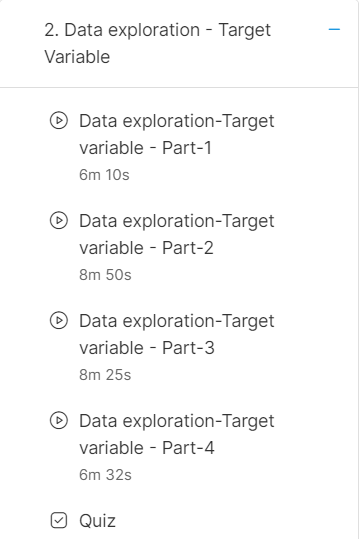 2. Data exploration - Target
Variable
Data exploration-Target
variable - Part-1
6m 10s
Data exploration-Target
variable - Part-2
8m 50s
Data exploration-Target
variable - Part-3
8m 25s
Data exploration-Target
variable - Part-4
6m 32s
Quiz